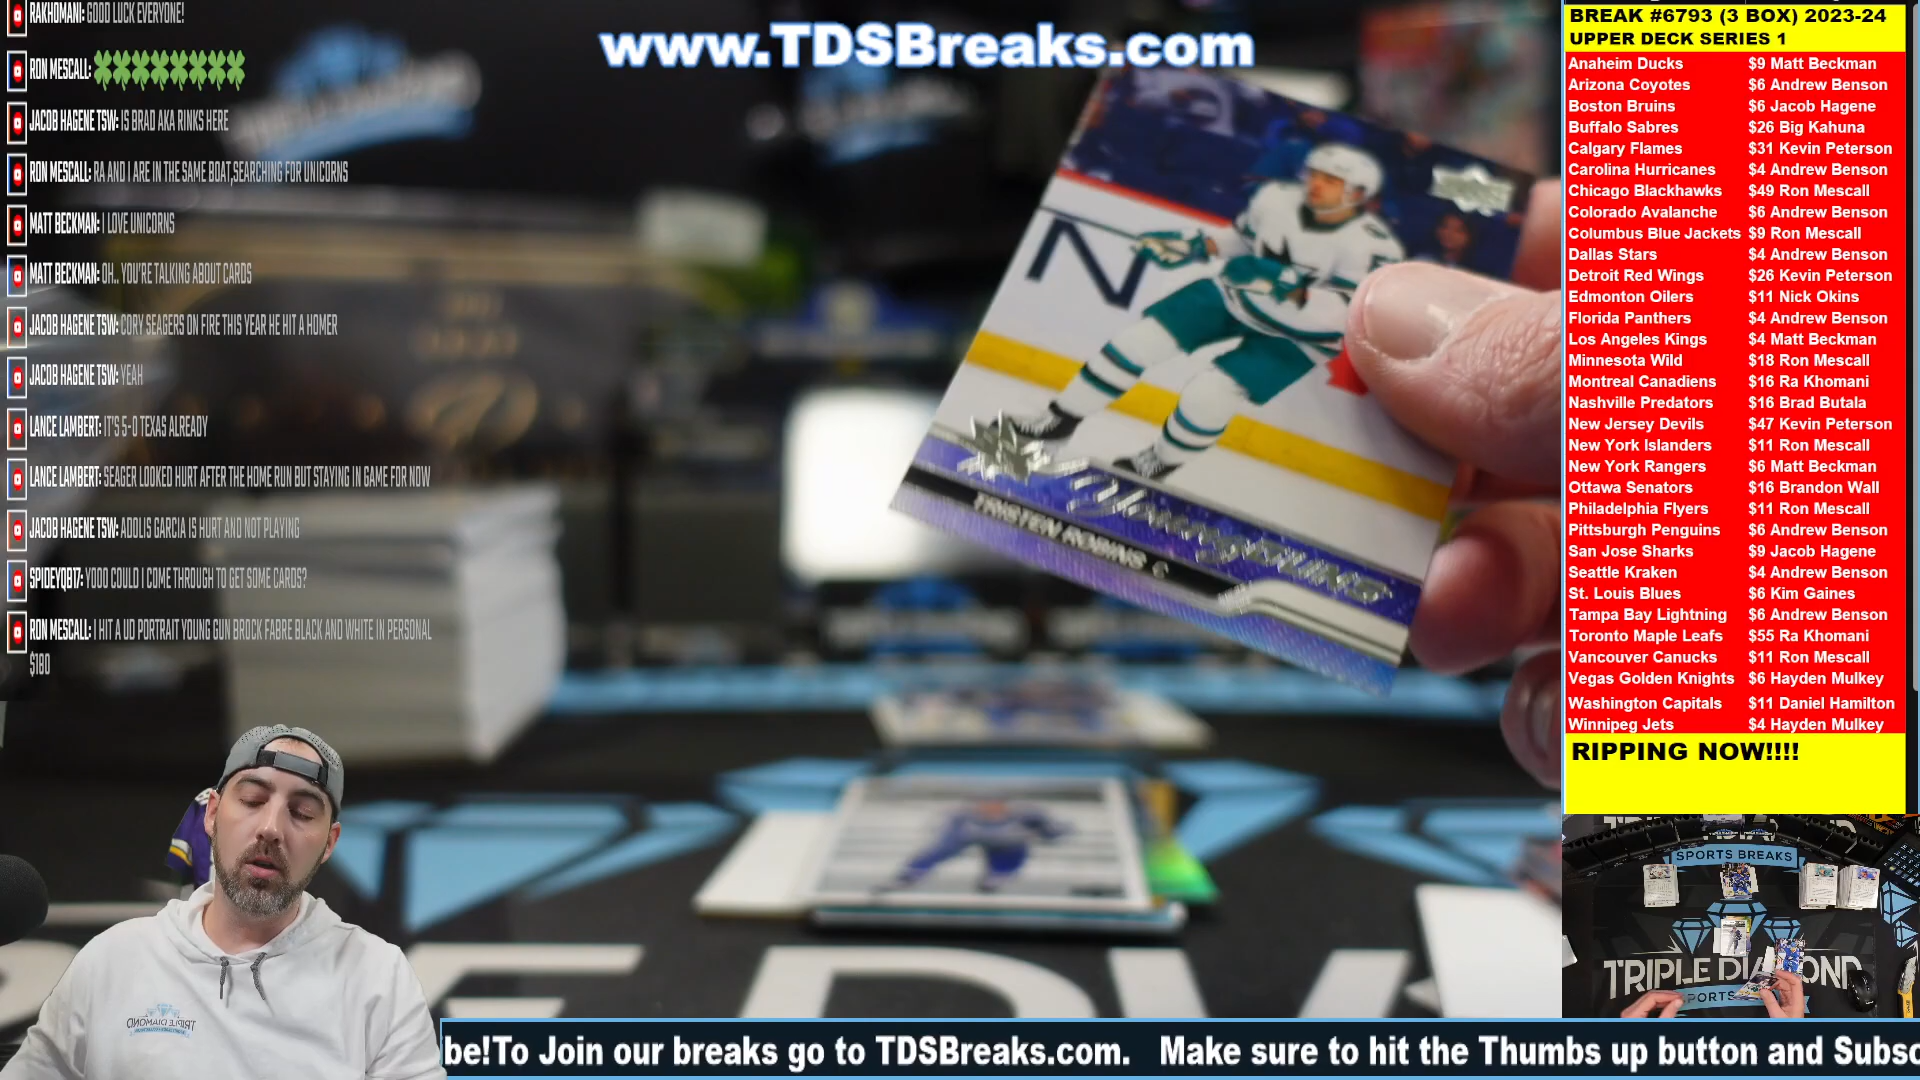 RAKHOMANI: GOOD LUCK EVERYONE!
RON MESCALL: 🍀🍀🍀🍀🍀🍀🍀🍀
JACOB HAGENE TSW: IS BRAD AKA RINKS HERE
RON MESCALL: RA AND I ARE IN THE SAME BOAT,SEARCHING FOR UNICORNS
MATT BECKMAN: I LOVE UNICORNS
MATT BECKMAN: OH.. YOU'RE TALKING ABOUT CARDS
JACOB HAGENE TSW: CORY SEAGERS ON FIRE THIS YEAR HE HIT A HOMER
JACOB HAGENE TSW: YEAH
LANCE LAMBERT: IT'S 5-0 TEXAS ALREADY
LANCE LAMBERT: SEAGER LOOKED HURT AFTER THE HOME RUN BUT STAYING IN GAME FOR NOW
JACOB HAGENE TSW: ADOLIS GARCIA IS HURT AND NOT PLAYING
SPIDEYQB17: YOOO COULD I COME THROUGH TO GET SOME CARDS?
RON MESCALL: I HIT A UD PORTRAIT YOUNG GUN BROCK FABRE BLACK AND WHITE IN PERSONAL
$180
www.TDSBreaks.com
Young Guns
TRISTEN ROBINS C
BREAK #6793 (3 BOX) 2023-24
UPPER DECK SERIES 1
Anaheim Ducks $9 Matt Beckman
Arizona Coyotes $6 Andrew Benson
Boston Bruins $6 Jacob Hagene
Buffalo Sabres $26 Big Kahuna
Calgary Flames $31 Kevin Peterson
Carolina Hurricanes $4 Andrew Benson
Chicago Blackhawks $49 Ron Mescall
Colorado Avalanche $6 Andrew Benson
Columbus Blue Jackets $9 Ron Mescall
Dallas Stars $4 Andrew Benson
Detroit Red Wings $26 Kevin Peterson
Edmonton Oilers $11 Nick Okins
Florida Panthers $4 Andrew Benson
Los Angeles Kings $4 Matt Beckman
Minnesota Wild $18 Ron Mescall
Montreal Canadiens $16 Ra Khomani
Nashville Predators $16 Brad Butala
New Jersey Devils $47 Kevin Peterson
New York Islanders $11 Ron Mescall
New York Rangers $6 Matt Beckman
Ottawa Senators $16 Brandon Wall
Philadelphia Flyers $11 Ron Mescall
Pittsburgh Penguins $6 Andrew Benson
San Jose Sharks $9 Jacob Hagene
Seattle Kraken $4 Andrew Benson
St. Louis Blues $6 Kim Gaines
Tampa Bay Lightning $6 Andrew Benson
Toronto Maple Leafs $55 Ra Khomani
Vancouver Canucks $11 Ron Mescall
Vegas Golden Knights $6 Hayden Mulkey
Washington Capitals $11 Daniel Hamilton
Winnipeg Jets $4 Hayden Mulkey
RIPPING NOW!!!!
SPORTS BREAKS
TRIPLE DIAMOND
TRIPLE DIAMOND
be!To Join our breaks go to TDSBreaks.com. Make sure to hit the Thumbs up button and Subsc